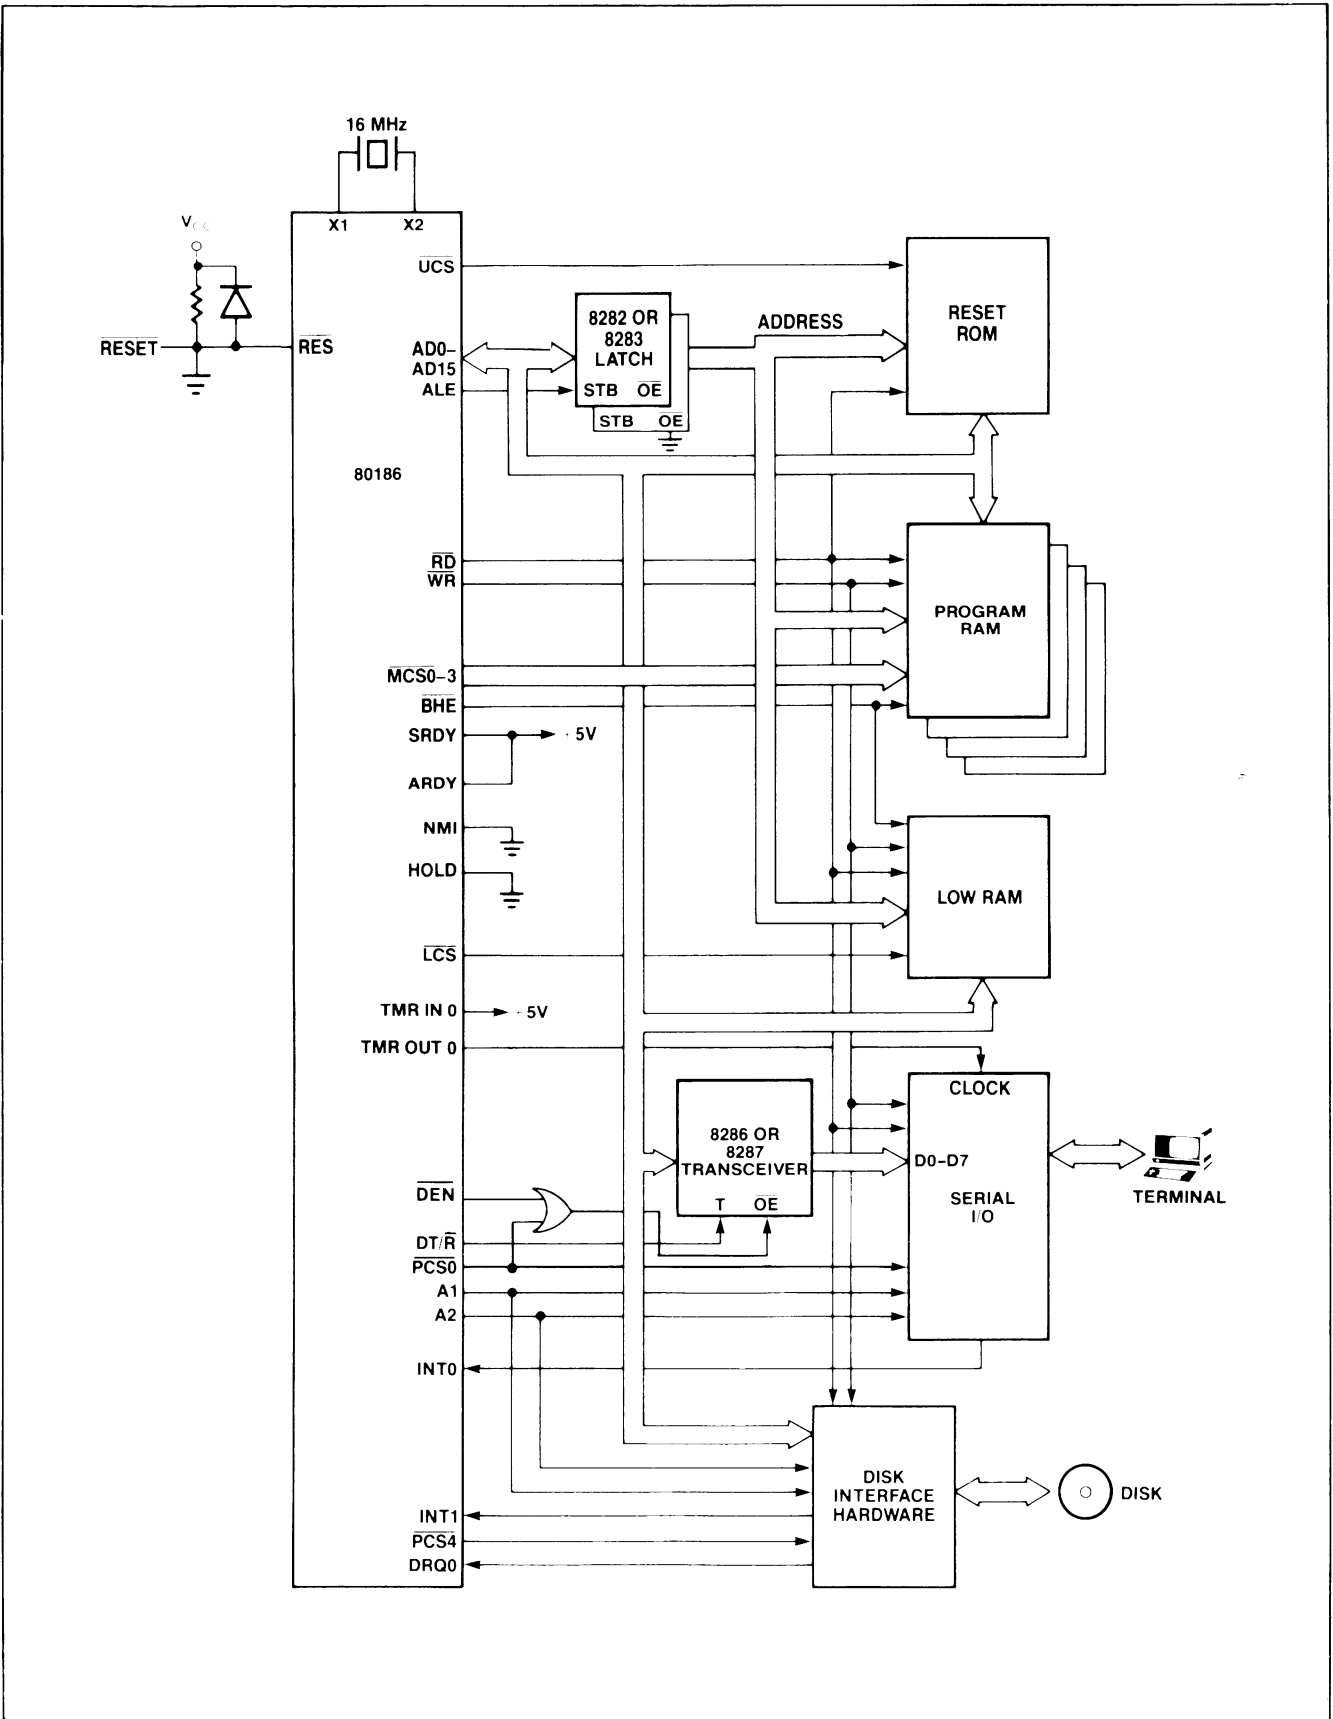 16 MHz
X1
X2
VCC
RESET
RES
80186
UCS
AD0–
AD15
ALE
RD
WR
MCS0–3
BHE
SRDY
5V
ARDY
NMI
HOLD
LCS
TMR IN 0
5V
TMR OUT 0
DEN
DT/R
PCS0
A1
A2
INT0
INT1
PCS4
DRQ0
8282 OR
8283
LATCH
STB OE
STB OE
ADDRESS
RESET
ROM
PROGRAM
RAM
LOW RAM
8286 OR
8287
TRANSCEIVER
T OE
CLOCK
D0–D7
SERIAL
I/O
TERMINAL
DISK
INTERFACE
HARDWARE
DISK